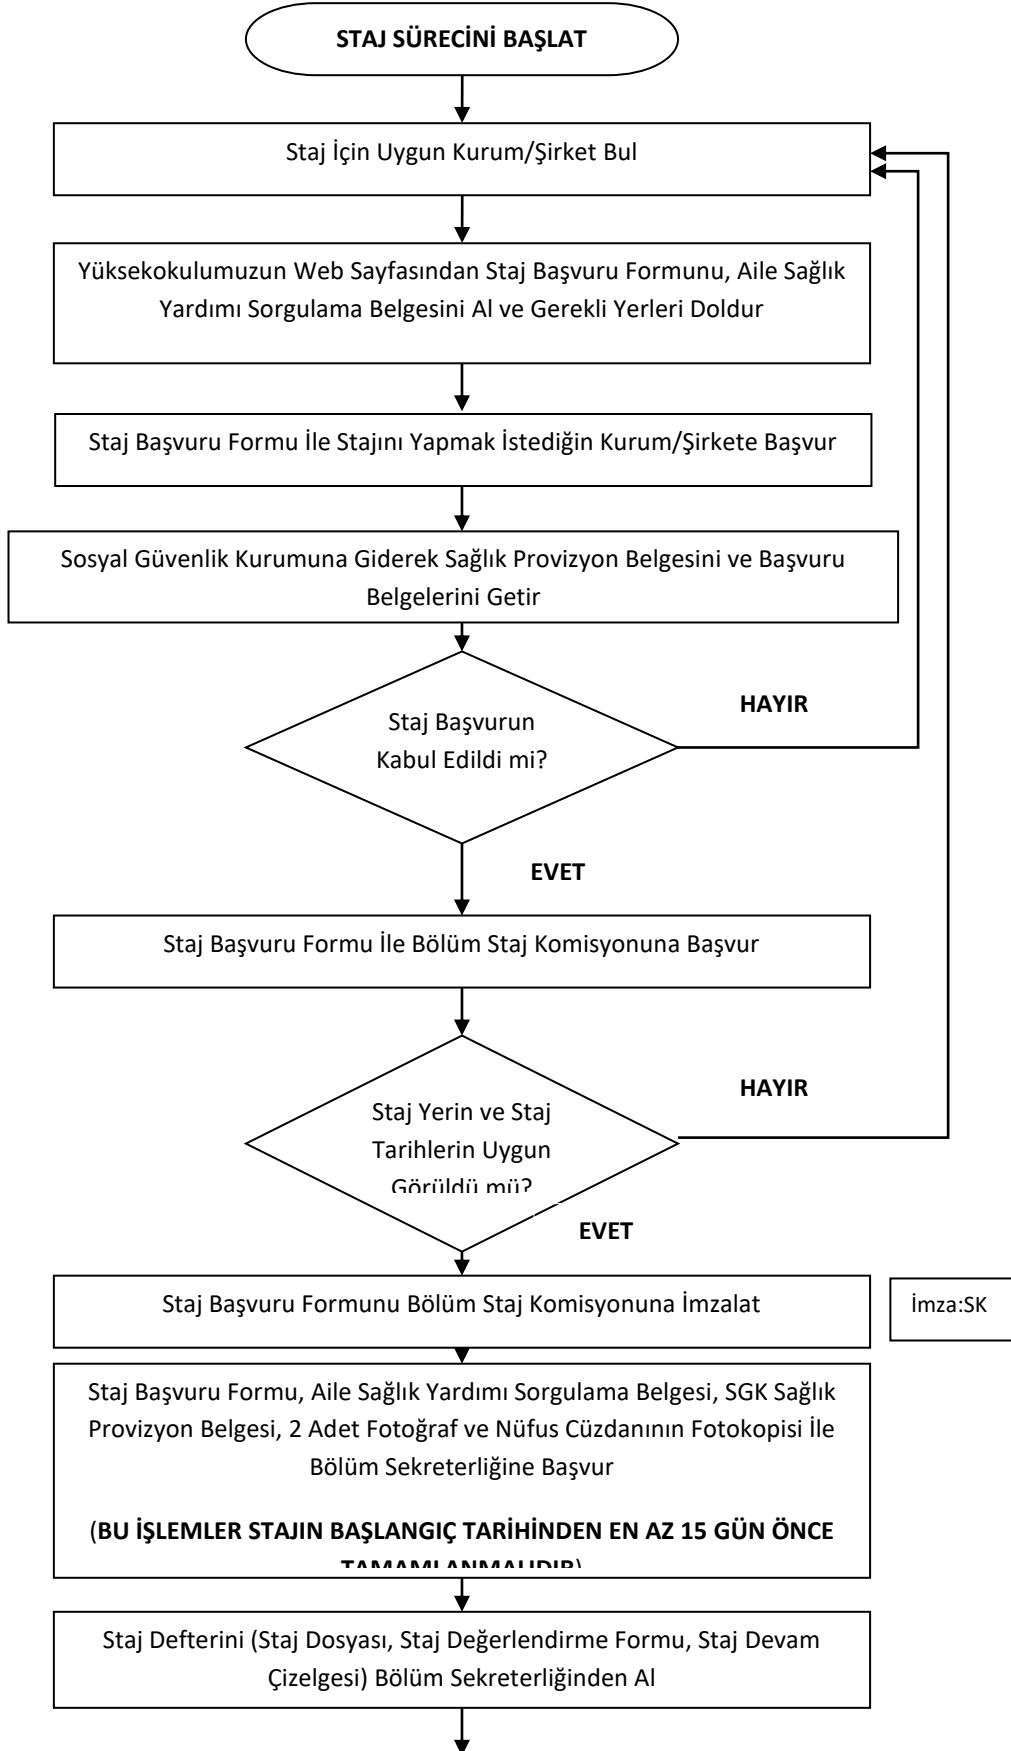 STAJ SÜRECİNİ BAŞLAT
Staj İçin Uygun Kurum/Şirket Bul
Yüksekokulumuzun Web Sayfasından Staj Başvuru Formunu, Aile Sağlık
Yardımı Sorgulama Belgesini Al ve Gerekli Yerleri Doldur
Staj Başvuru Formu İle Stajını Yapmak İstediğin Kurum/Şirkete Başvur
Sosyal Güvenlik Kurumuna Giderek Sağlık Provizyon Belgesini ve Başvuru
Belgelerini Getir
Staj Başvurun
Kabul Edildi mi?
HAYIR
EVET
Staj Başvuru Formu İle Bölüm Staj Komisyonuna Başvur
Staj Yerin ve Staj
Tarihlerin Uygun
Görüldü mü?
HAYIR
EVET
Staj Başvuru Formunu Bölüm Staj Komisyonuna İmzalat
İmza:SK
Staj Başvuru Formu, Aile Sağlık Yardımı Sorgulama Belgesi, SGK Sağlık
Provizyon Belgesi, 2 Adet Fotoğraf ve Nüfus Cüzdanının Fotokopisi İle
Bölüm Sekreterliğine Başvur
(BU İŞLEMLER STAJIN BAŞLANGIÇ TARİHİNDEN EN AZ 15 GÜN ÖNCE
TAMAMLANMALIDIR)
Staj Defterini (Staj Dosyası, Staj Değerlendirme Formu, Staj Devam
Çizelgesi) Bölüm Sekreterliğinden Al